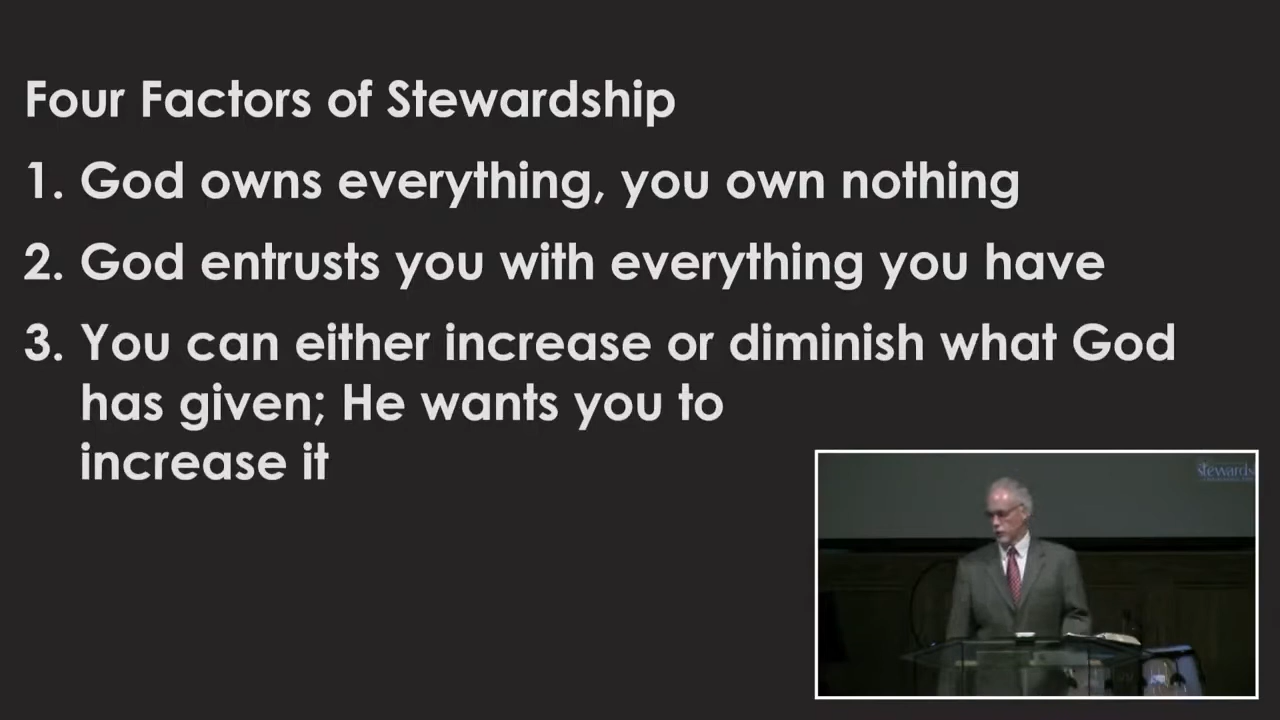 Four Factors of Stewardship
1. God owns everything, you own nothing
2. God entrusts you with everything you have
3. You can either increase or diminish what God
has given; He wants you to
increase it
stewards